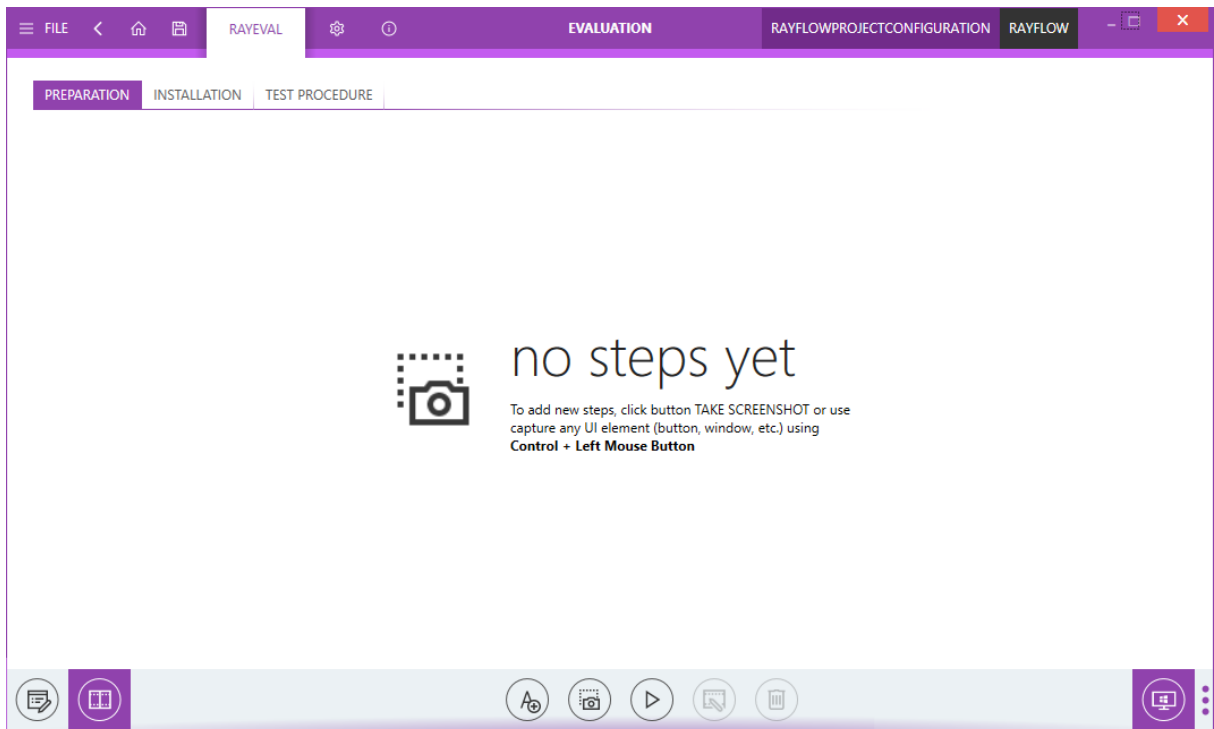 FILE RAYEVAL EVALUATION RAYFLOWPROJECTCONFIGURATION RAYFLOW
PREPARATION INSTALLATION TEST PROCEDURE
no steps yet
To add new steps, click button TAKE SCREENSHOT or use
capture any UI element (button, window, etc.) using
Control + Left Mouse Button